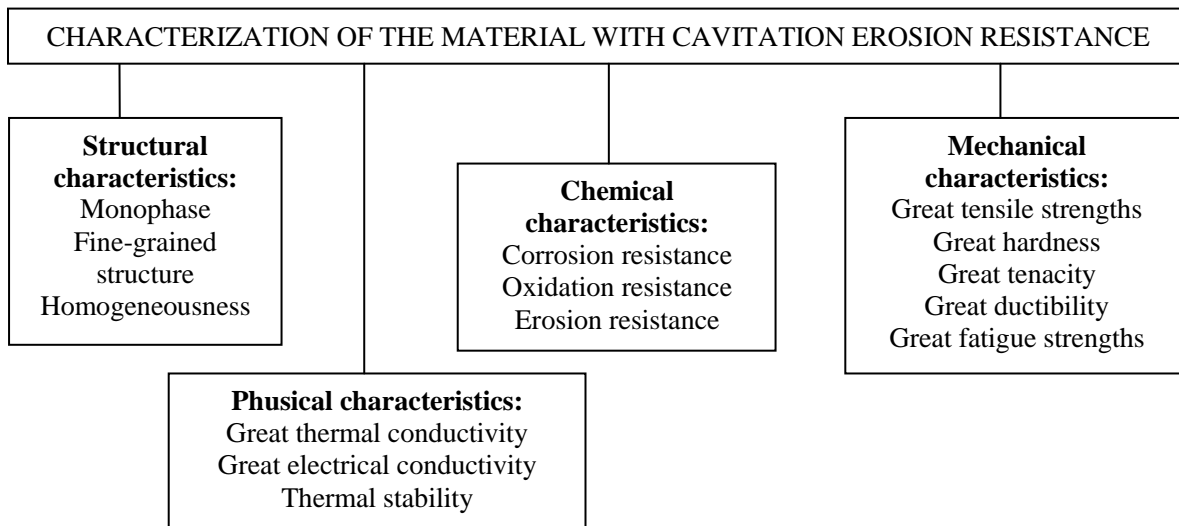 CHARACTERIZATION OF THE MATERIAL WITH CAVITATION EROSION RESISTANCE
Structural
characteristics:
Monophase
Fine-grained
structure
Homogeneousness
Phusical characteristics:
Great thermal conductivity
Great electrical conductivity
Thermal stability
Chemical
characteristics:
Corrosion resistance
Oxidation resistance
Erosion resistance
Mechanical
characteristics:
Great tensile strengths
Great hardness
Great tenacity
Great ductibility
Great fatigue strengths